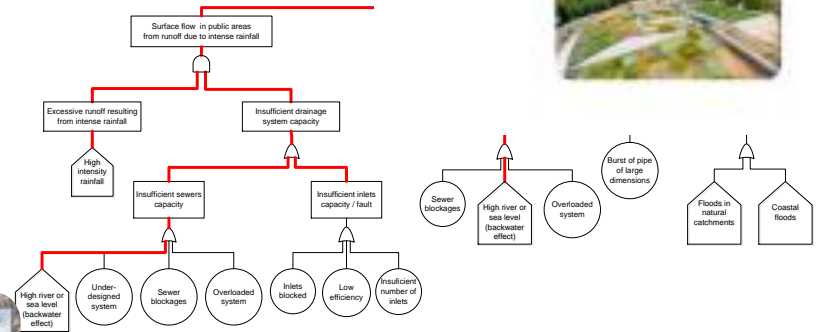 Surface flow in public areas
from runoff due to intense rainfall
Excessive runoff resulting
from intense rainfall
Insufficient drainage
system capacity
High
intensity
rainfall
Insufficient sewers
capacity
Insufficient inlets
capacity / fault
High river or
sea level
(backwater
effect)
Under-
designed
system
Sewer
blockages
Overloaded
system
Inlets
blocked
Low
efficiency
Insuficient
number of
inlets
Sewer
blockages
High river or
sea level
(backwater
effect)
Overloaded
system
Burst of pipe
of large
dimensions
Floods in
natural
catchments
Coastal
floods